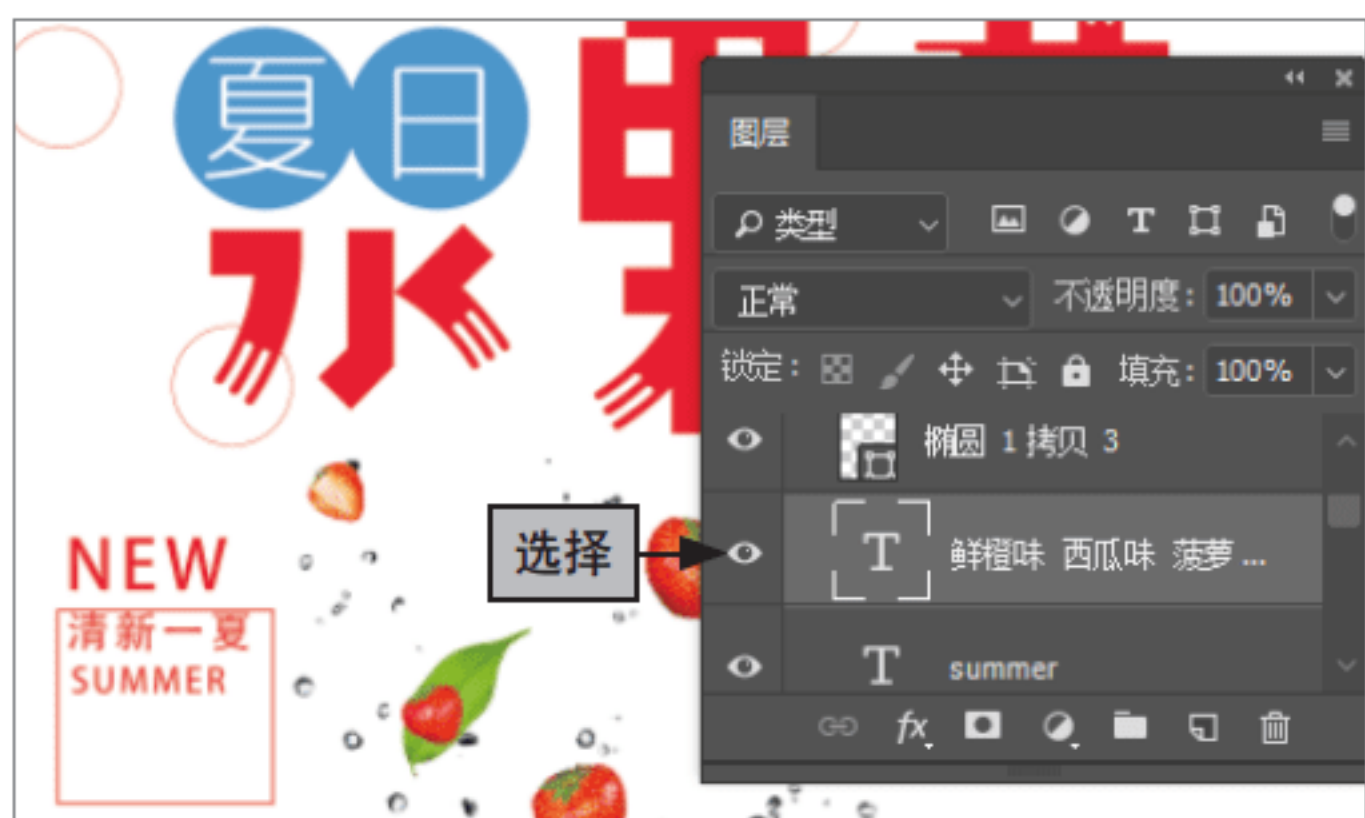 夏日
水果
NEW
清新一夏
SUMMER
选择
图层
类型
T
正常
不透明度: 100%
锁定:
填充: 100%
椭圆 1 拷贝 3
T 鲜橙味 西瓜味 菠萝 ...
T summer
fx